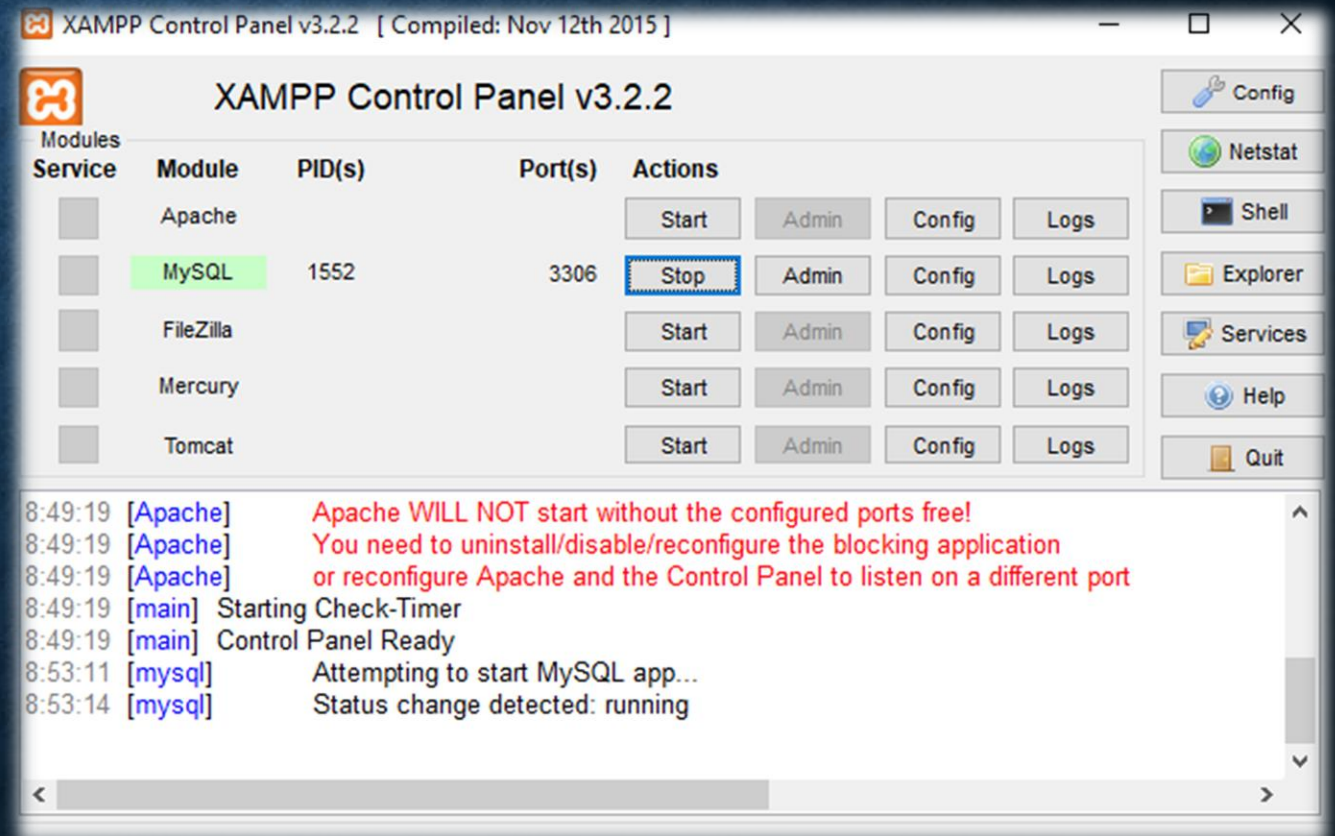 XAMPP Control Panel v3.2.2 [ Compiled: Nov 12th 2015 ]
XAMPP Control Panel v3.2.2
Config
Modules
Service Module PID(s) Port(s) Actions
Netstat
Apache Start Admin Config Logs
Shell
MySQL 1552 3306 Stop Admin Config Logs
Explorer
FileZilla Start Admin Config Logs
Services
Mercury Start Admin Config Logs
Help
Tomcat Start Admin Config Logs
Quit
8:49:19 [Apache] Apache WILL NOT start without the configured ports free!
8:49:19 [Apache] You need to uninstall/disable/reconfigure the blocking application
8:49:19 [Apache] or reconfigure Apache and the Control Panel to listen on a different port
8:49:19 [main] Starting Check-Timer
8:49:19 [main] Control Panel Ready
8:53:11 [mysql] Attempting to start MySQL app...
8:53:14 [mysql] Status change detected: running